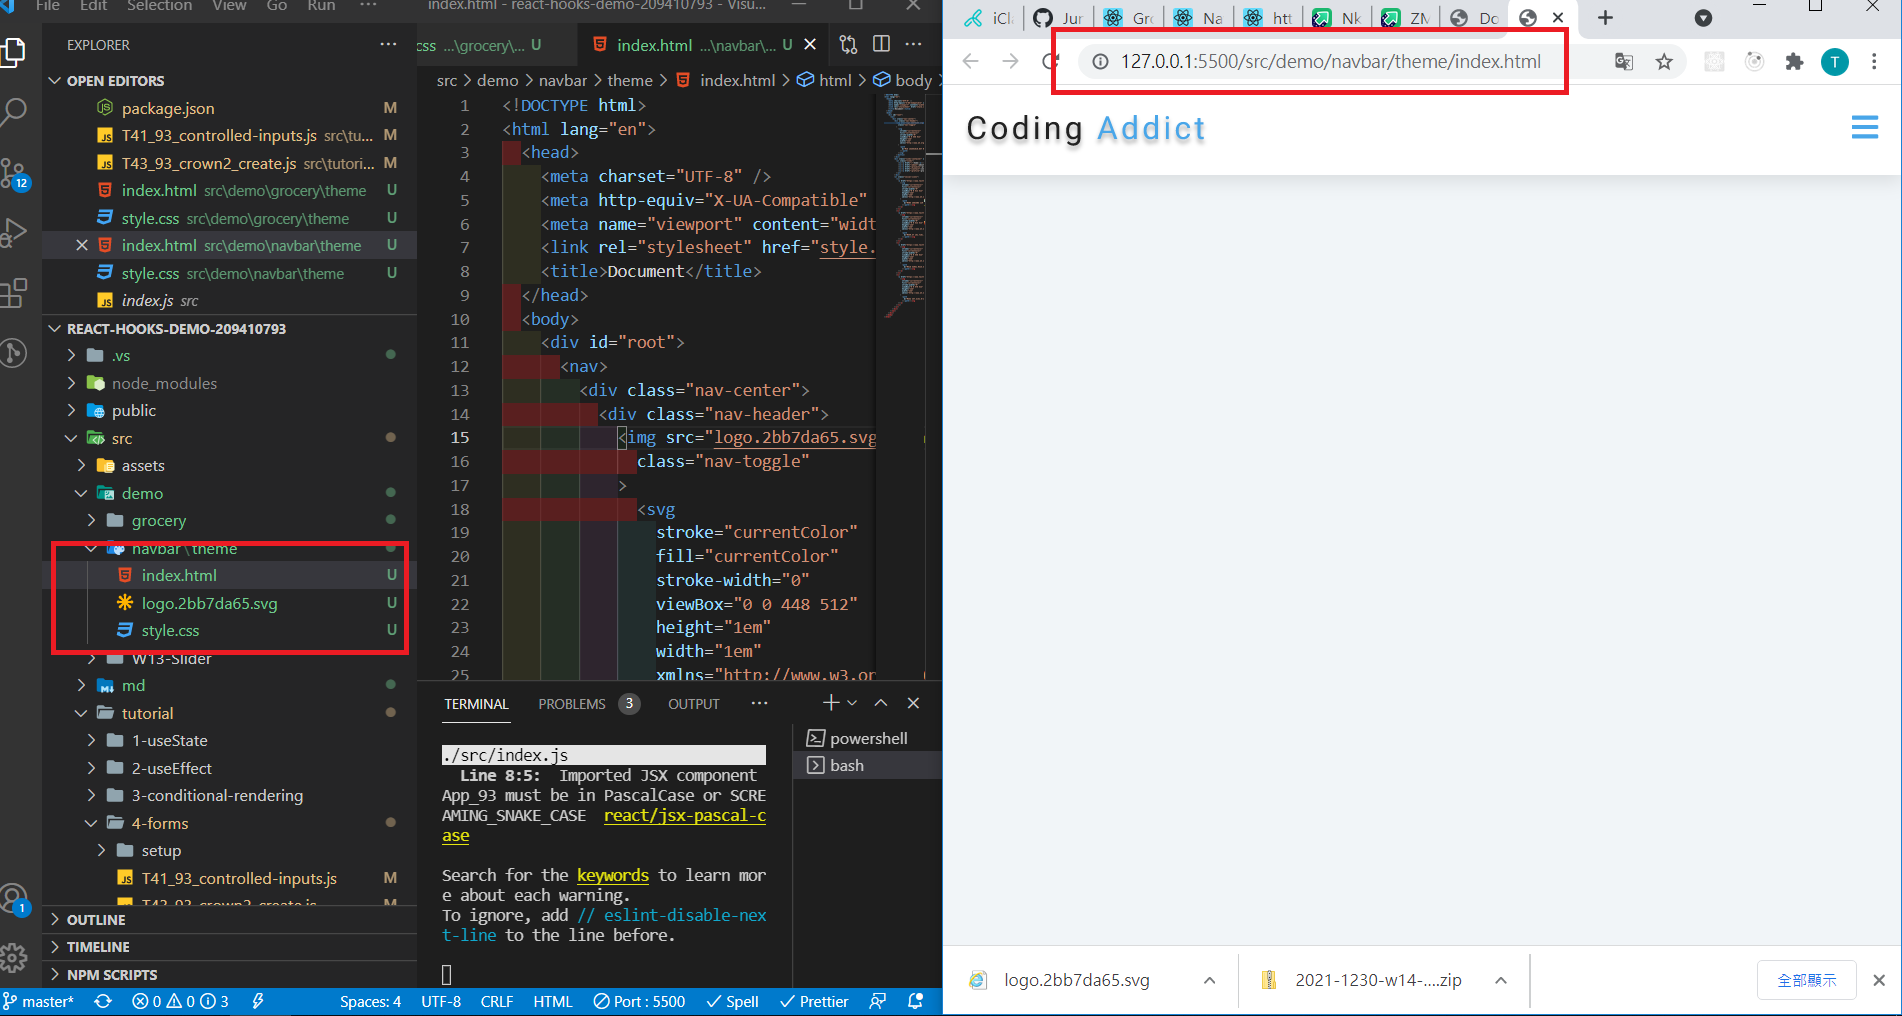 File Edit Selection View Go Run ··· index.html - react-hooks-demo-209410793 - Visu...
EXPLORER
OPEN EDITORS
package.json M
T41_93_controlled-inputs.js src\tu... M
T43_93_crown2_create.js src\tutori... M
index.html src\demo\grocery\theme U
style.css src\demo\grocery\theme U
index.html src\demo\navbar\theme U
style.css src\demo\navbar\theme U
index.js src
REACT-HOOKS-DEMO-209410793
.vs
node_modules
public
src
assets
demo
grocery
navbar\theme
index.html U
logo.2bb7da65.svg U
style.css U
W13-Slider
md
tutorial
1-useState
2-useEffect
3-conditional-rendering
4-forms
setup
T41_93_controlled-inputs.js M
T43_93_crown2_create.js M
OUTLINE
TIMELINE
NPM SCRIPTS
12
1
css ...\grocery\... U
index.html ...\navbar\... U
src > demo > navbar > theme > index.html > html > body
1 <!DOCTYPE html>
2 <html lang="en">
3 <head>
4 <meta charset="UTF-8" />
5 <meta http-equiv="X-UA-Compatible"
6 <meta name="viewport" content="widt
7 <link rel="stylesheet" href="style.
8 <title>Document</title>
9 </head>
10 <body>
11 <div id="root">
12 <nav>
13 <div class="nav-center">
14 <div class="nav-header">
15 <img src="logo.2bb7da65.svg
16 class="nav-toggle"
17 >
18 <svg
19 stroke="currentColor"
20 fill="currentColor"
21 stroke-width="0"
22 viewBox="0 0 448 512"
23 height="1em"
24 width="1em"
25 xmlns="http://www.w3.or
TERMINAL PROBLEMS 3 OUTPUT ···
./src/index.js
Line 8:5: Imported JSX component
App_93 must be in PascalCase or SCRE
AMING_SNAKE_CASE react/jsx-pascal-c
ase
Search for the keywords to learn mor
e about each warning.
To ignore, add // eslint-disable-nex
t-line to the line before.
powershell
bash
master* 0 0 3 Spaces: 4 UTF-8 CRLF HTML Port : 5500 Spell Prettier
iCl Jur Gr Na htt Nk ZM Do
127.0.0.1:5500/src/demo/navbar/theme/index.html
T
Coding Addict
logo.2bb7da65.svg
2021-1230-w14-....zip
全部顯示